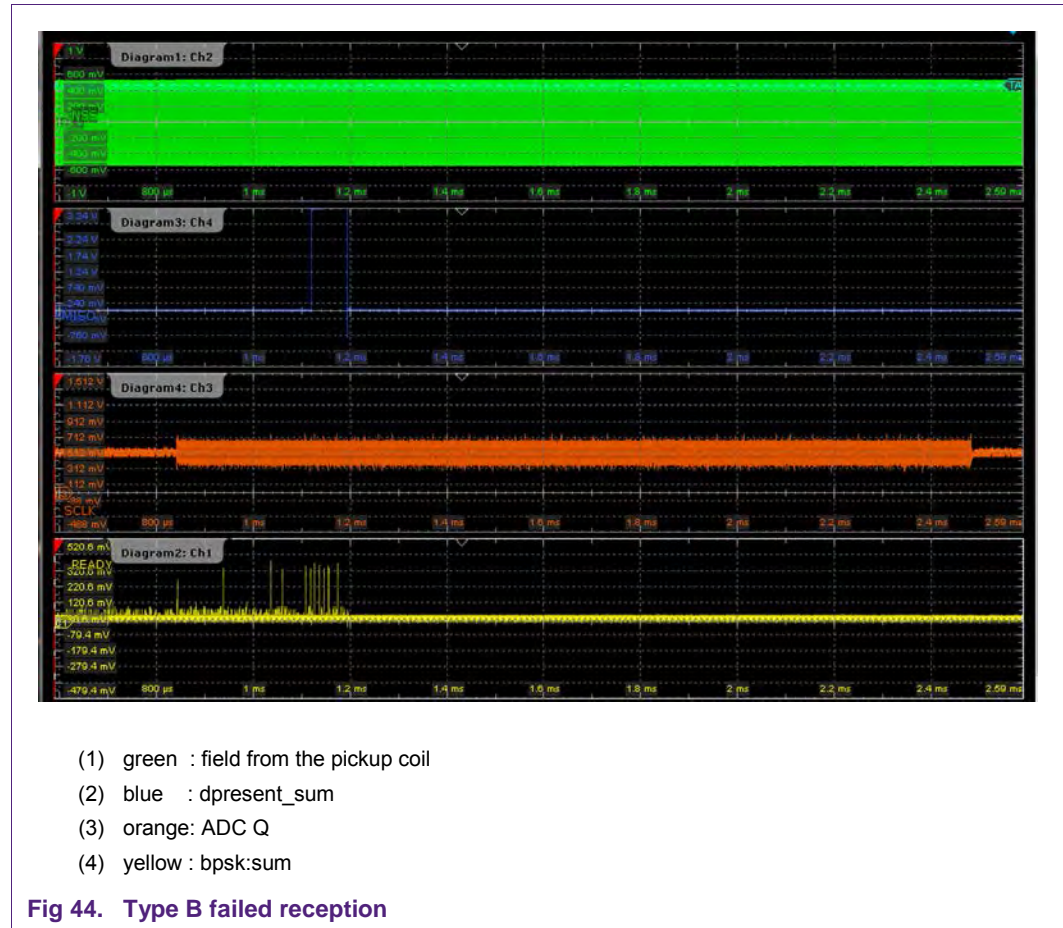 1 V
Diagram1: Ch2
600 mV
400 mV
-200 mV
-400 mV
-600 mV
-1 V 800 µs 1 ms 1.2 ms 1.4 ms 1.6 ms 1.8 ms 2 ms 2.2 ms 2.4 ms 2.59 ms
TA
Diagram3: Ch4
3.24 V
2.24 V
1.74 V
1.24 V
740 mV
240 mV
MISO
-760 mV
-1.76 V 800 µs 1 ms 1.2 ms 1.4 ms 1.6 ms 1.8 ms 2 ms 2.2 ms 2.4 ms 2.59 ms
1.512 V
Diagram4: Ch3
1.112 V
912 mV
712 mV
312 mV
112 mV
SCLK
-488 mV 800 µs 1 ms 1.2 ms 1.4 ms 1.6 ms 1.8 ms 2 ms 2.2 ms 2.4 ms 2.59 ms
520.6 mV
Diagram2: Ch1
READY
320.6 mV
220.6 mV
120.6 mV
-79.4 mV
-179.4 mV
-279.4 mV
-479.4 mV 800 µs 1 ms 1.2 ms 1.4 ms 1.6 ms 1.8 ms 2 ms 2.2 ms 2.4 ms 2.59 ms
(1) green : field from the pickup coil
(2) blue : dpresent_sum
(3) orange: ADC Q
(4) yellow : bpsk:sum
Fig 44. Type B failed reception